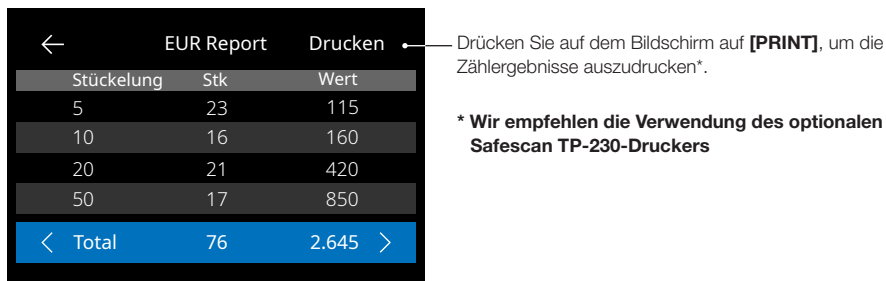 EUR Report Drucken
Stückelung Stk Wert
5 23 115
10 16 160
20 21 420
50 17 850
Total 76 2.645
Drücken Sie auf dem Bildschirm auf [PRINT], um die
Zählergebnisse auszudrucken*.
* Wir empfehlen die Verwendung des optionalen
Safescan TP-230-Druckers